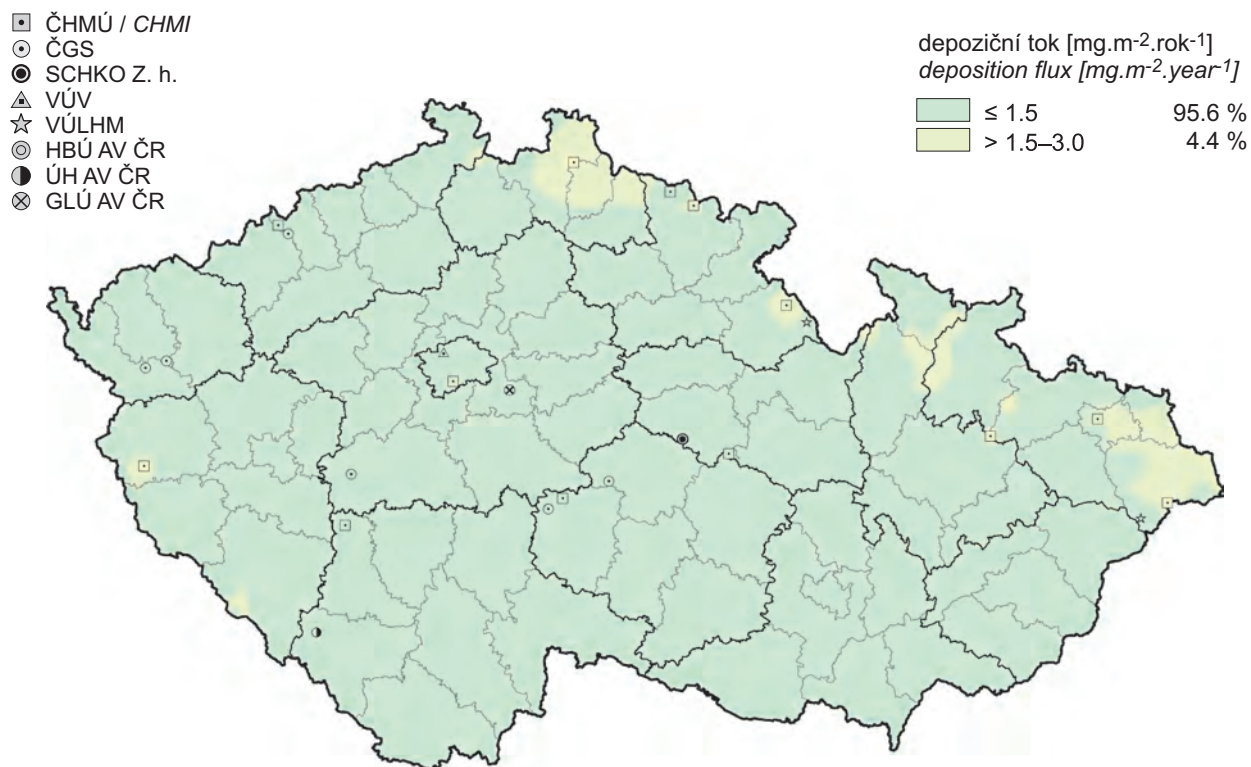 ČHMÚ / CHMI
ČGS
SCHKO Z. h.
VÚV
VÚLHM
HBÚ AV ČR
ÚH AV ČR
GLÚ AV ČR
depoziční tok [mg.m-2.rok-1]
deposition flux [mg.m-2.year-1]
≤ 1.5 95.6 %
> 1.5–3.0 4.4 %